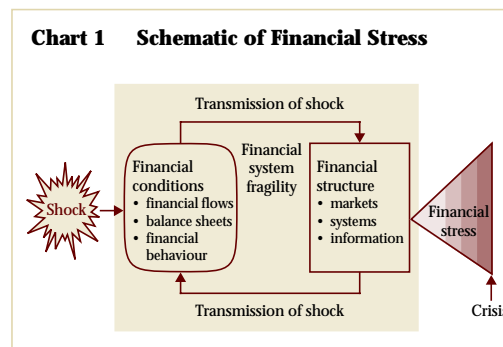 Chart 1 Schematic of Financial Stress
Transmission of shock
Shock
Financial
conditions
• financial flows
• balance sheets
• financial
behaviour
Financial
system
fragility
Financial
structure
• markets
• systems
• information
Financial
stress
Transmission of shock
Crisis